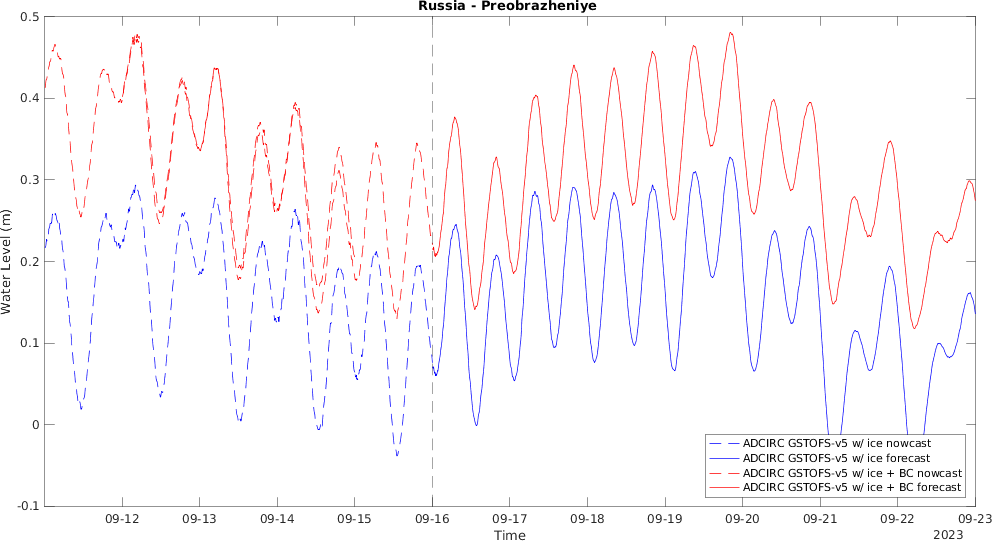 Russia - Preobrazheniye
0.5
0.4
0.3
0.2
0.1
0
-0.1
Water Level (m)
09-12 09-13 09-14 09-15 09-16 09-17 09-18 09-19 09-20 09-21 09-22 09-23
Time
2023
ADCIRC GSTOFS-v5 w/ ice nowcast
ADCIRC GSTOFS-v5 w/ ice forecast
ADCIRC GSTOFS-v5 w/ ice + BC nowcast
ADCIRC GSTOFS-v5 w/ ice + BC forecast